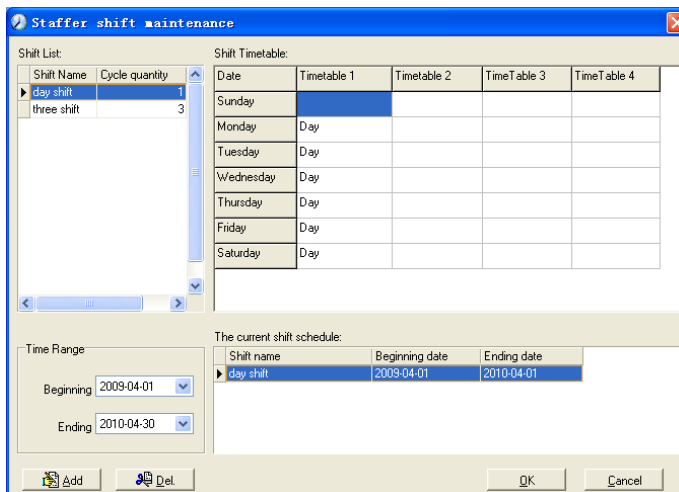 Staffer shift maintenance
Shift List:
Shift Name Cycle quantity
day shift 1
three shift 3
Shift Timetable:
Date Timetable 1 Timetable 2 TimeTable 3 TimeTable 4
Sunday
Monday Day
Tuesday Day
Wednesday Day
Thursday Day
Friday Day
Saturday Day
Time Range
Beginning 2009-04-01
Ending 2010-04-30
The current shift schedule:
Shift name Beginning date Ending date
day shift 2009-04-01 2010-04-01
Add Del. OK Cancel